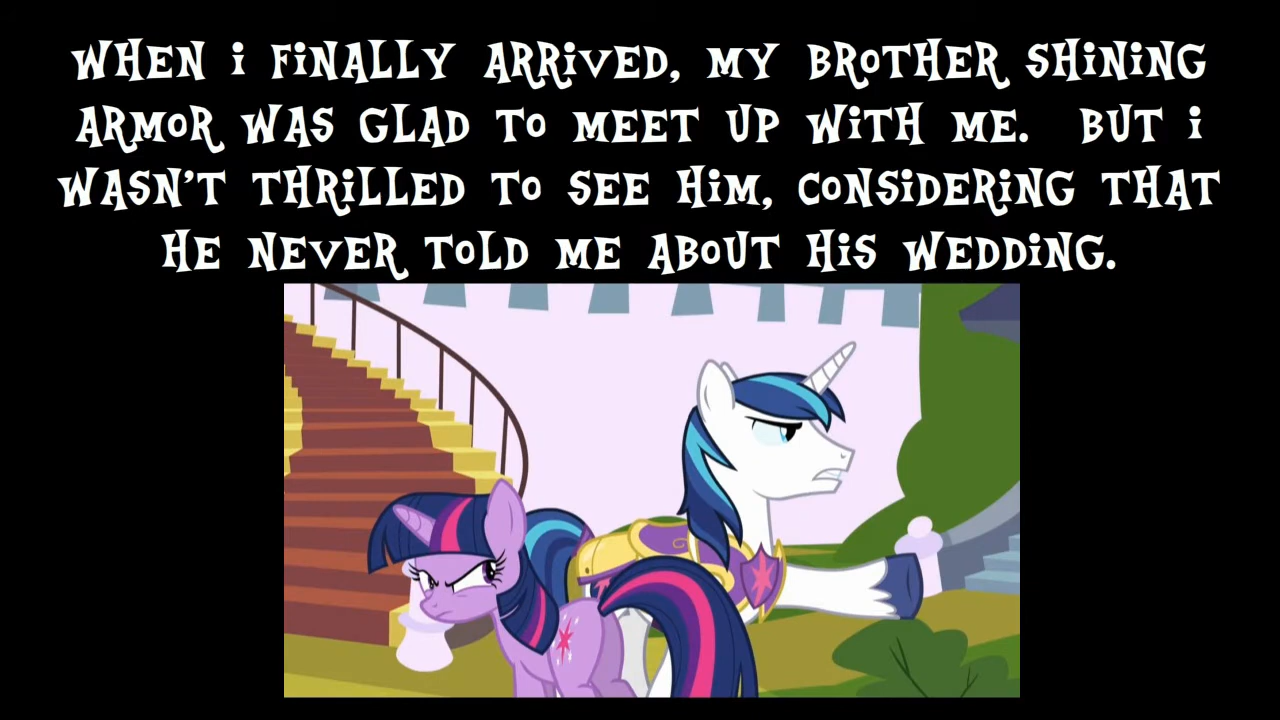 WHEN I FINALLY ARRIVED, MY BROTHER SHINING
ARMOR WAS GLAD TO MEET UP WITH ME.  BUT I
WASN'T THRILLED TO SEE HIM, CONSIDERING THAT
HE NEVER TOLD ME ABOUT HIS WEDDING.